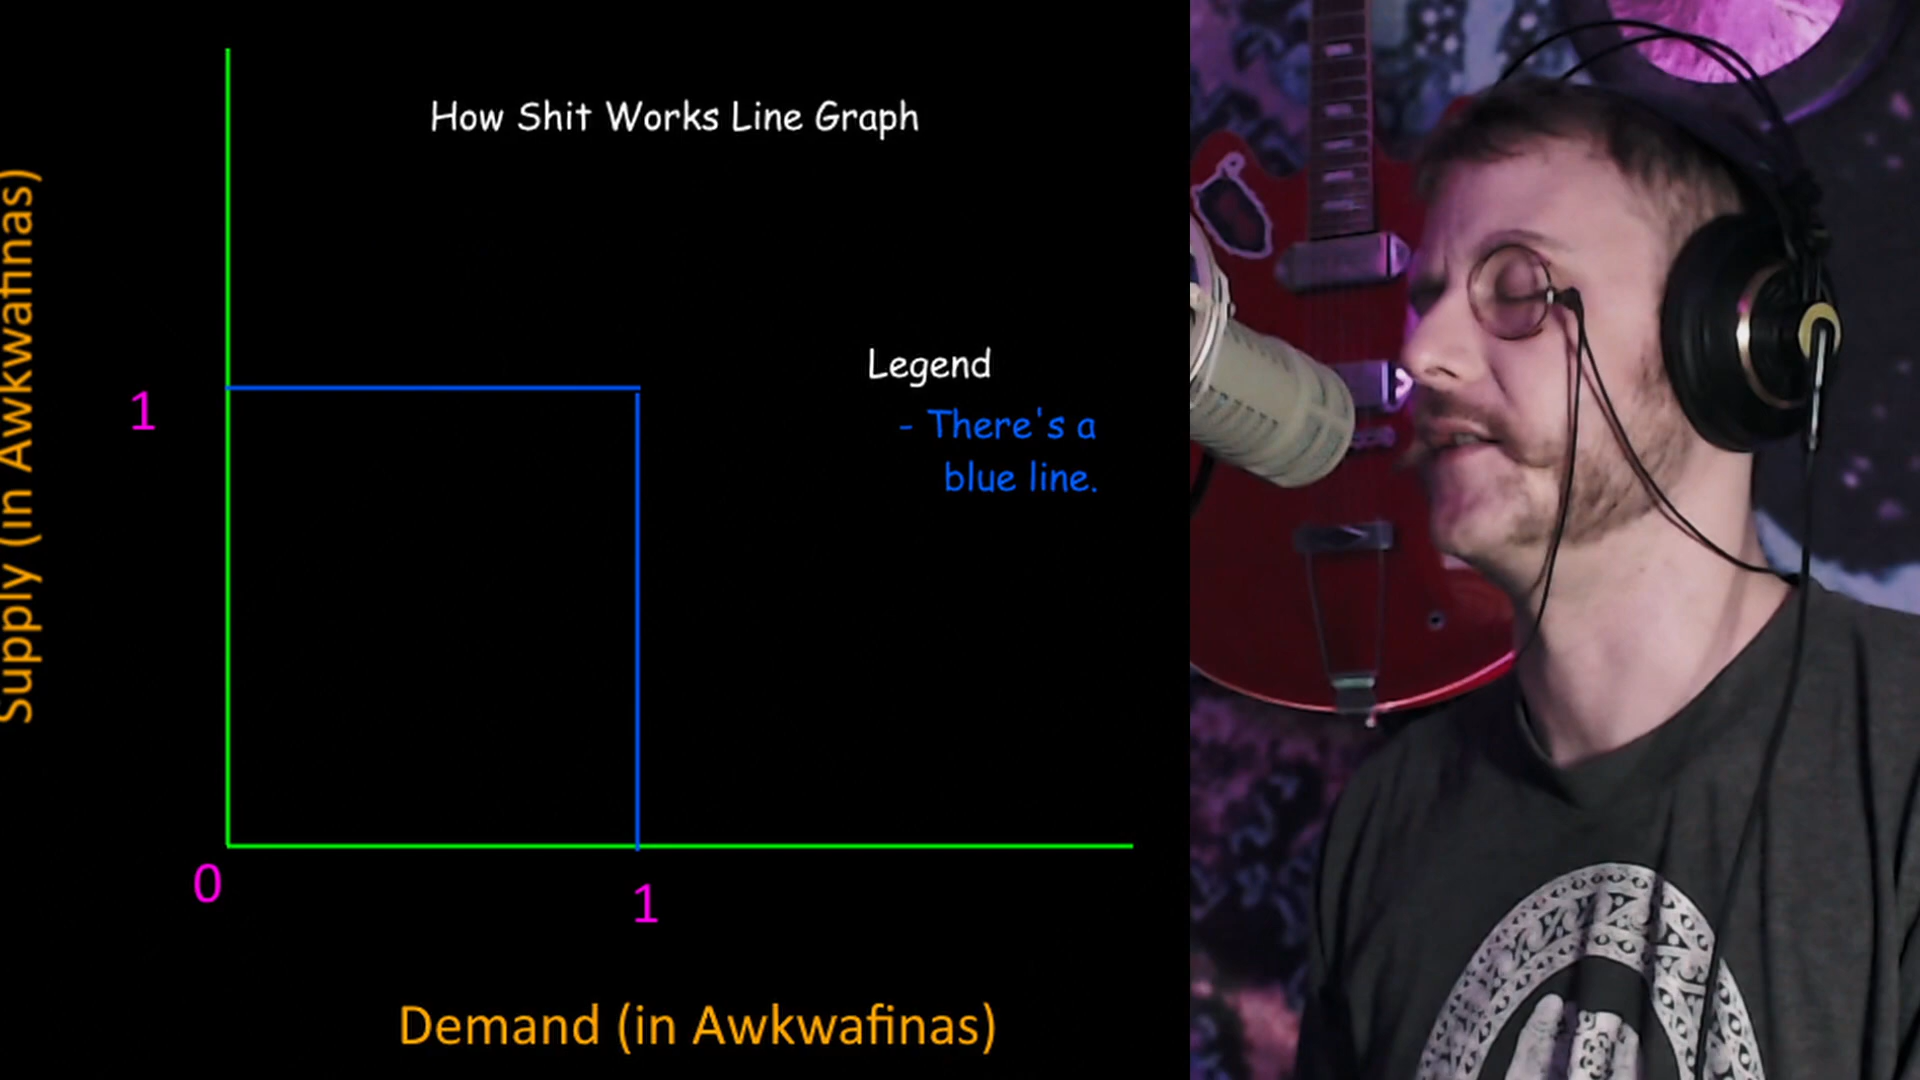 How Shit Works Line Graph
Supply (in Awkwafinas)
Legend
- There's a
blue line.
1
0
1
Demand (in Awkwafinas)